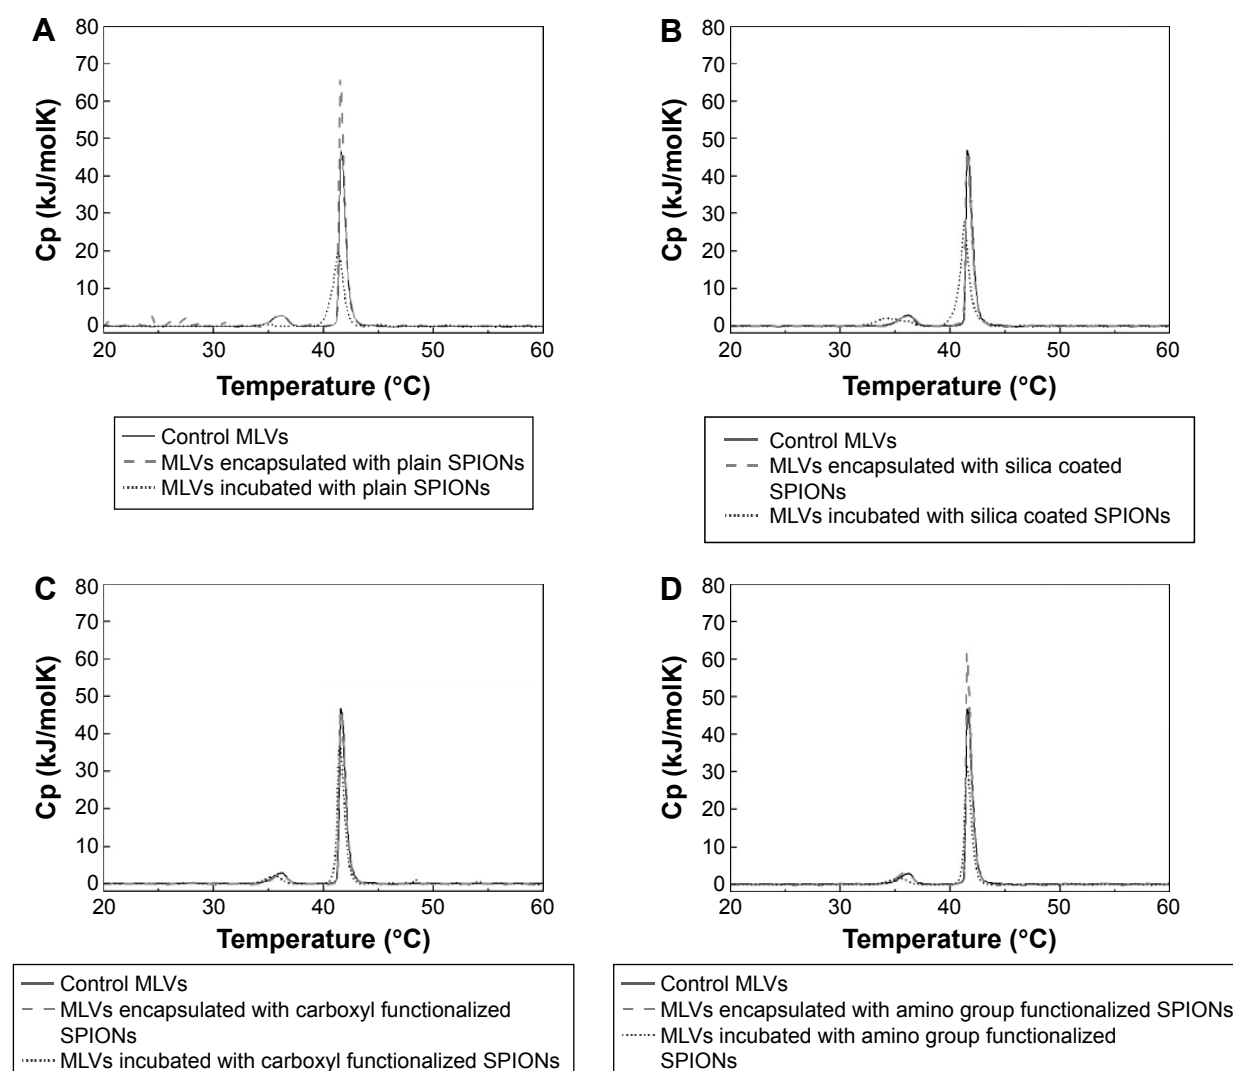 A
80
70
60
50
40
30
20
10
0
Cp (kJ/molK)
20
30
40
50
60
Temperature (°C)
Control MLVs
MLVs encapsulated with plain SPIONs
MLVs incubated with plain SPIONs
B
80
70
60
50
40
30
20
10
0
Cp (kJ/molK)
20
30
40
50
60
Temperature (°C)
Control MLVs
MLVs encapsulated with silica coated
SPIONs
MLVs incubated with silica coated SPIONs
C
80
70
60
50
40
30
20
10
0
Cp (kJ/molK)
20
30
40
50
60
Temperature (°C)
Control MLVs
MLVs encapsulated with carboxyl functionalized
SPIONs
MLVs incubated with carboxyl functionalized SPIONs
D
80
70
60
50
40
30
20
10
0
Cp (kJ/molK)
20
30
40
50
60
Temperature (°C)
Control MLVs
MLVs encapsulated with amino group functionalized SPIONs
MLVs incubated with amino group functionalized
SPIONs